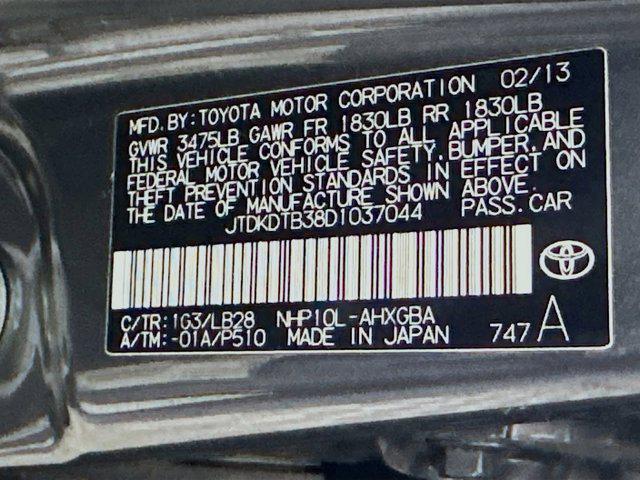 MFD. BY: TOYOTA MOTOR CORPORATION 02/13
GVWR 3475LB GAWR FR 1830LB RR 1830LB
THIS VEHICLE CONFORMS TO ALL APPLICABLE
FEDERAL MOTOR VEHICLE SAFETY, BUMPER, AND
THEFT PREVENTION STANDARDS IN EFFECT ON
THE DATE OF MANUFACTURE SHOWN ABOVE.
JTDKDTB38D1037044 PASS. CAR
C/TR: 1G3/LB28 NHP10L-AHXGBA
A/TM: -01A/P510 MADE IN JAPAN 747 A